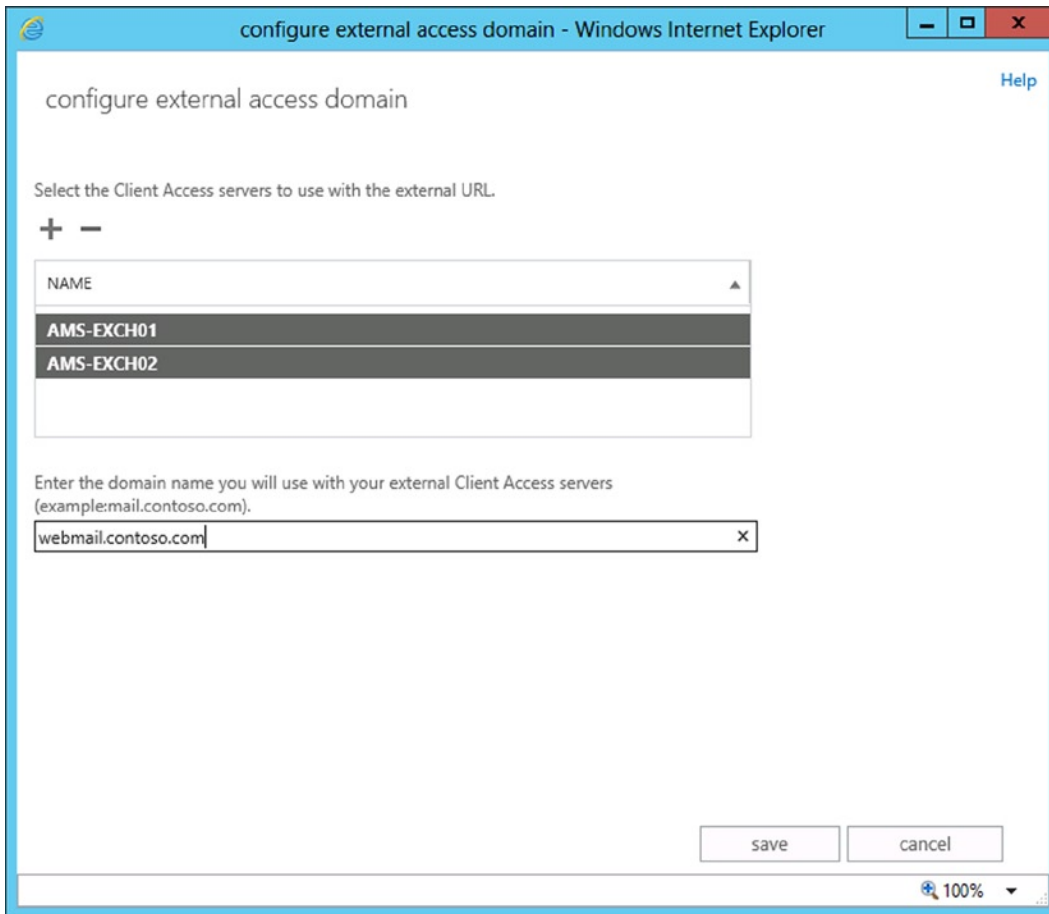 configure external access domain - Windows Internet Explorer
Help
configure external access domain
Select the Client Access servers to use with the external URL.
NAME
AMS-EXCH01
AMS-EXCH02
Enter the domain name you will use with your external Client Access servers
(example:mail.contoso.com).
webmail.contoso.com
save
cancel
100%